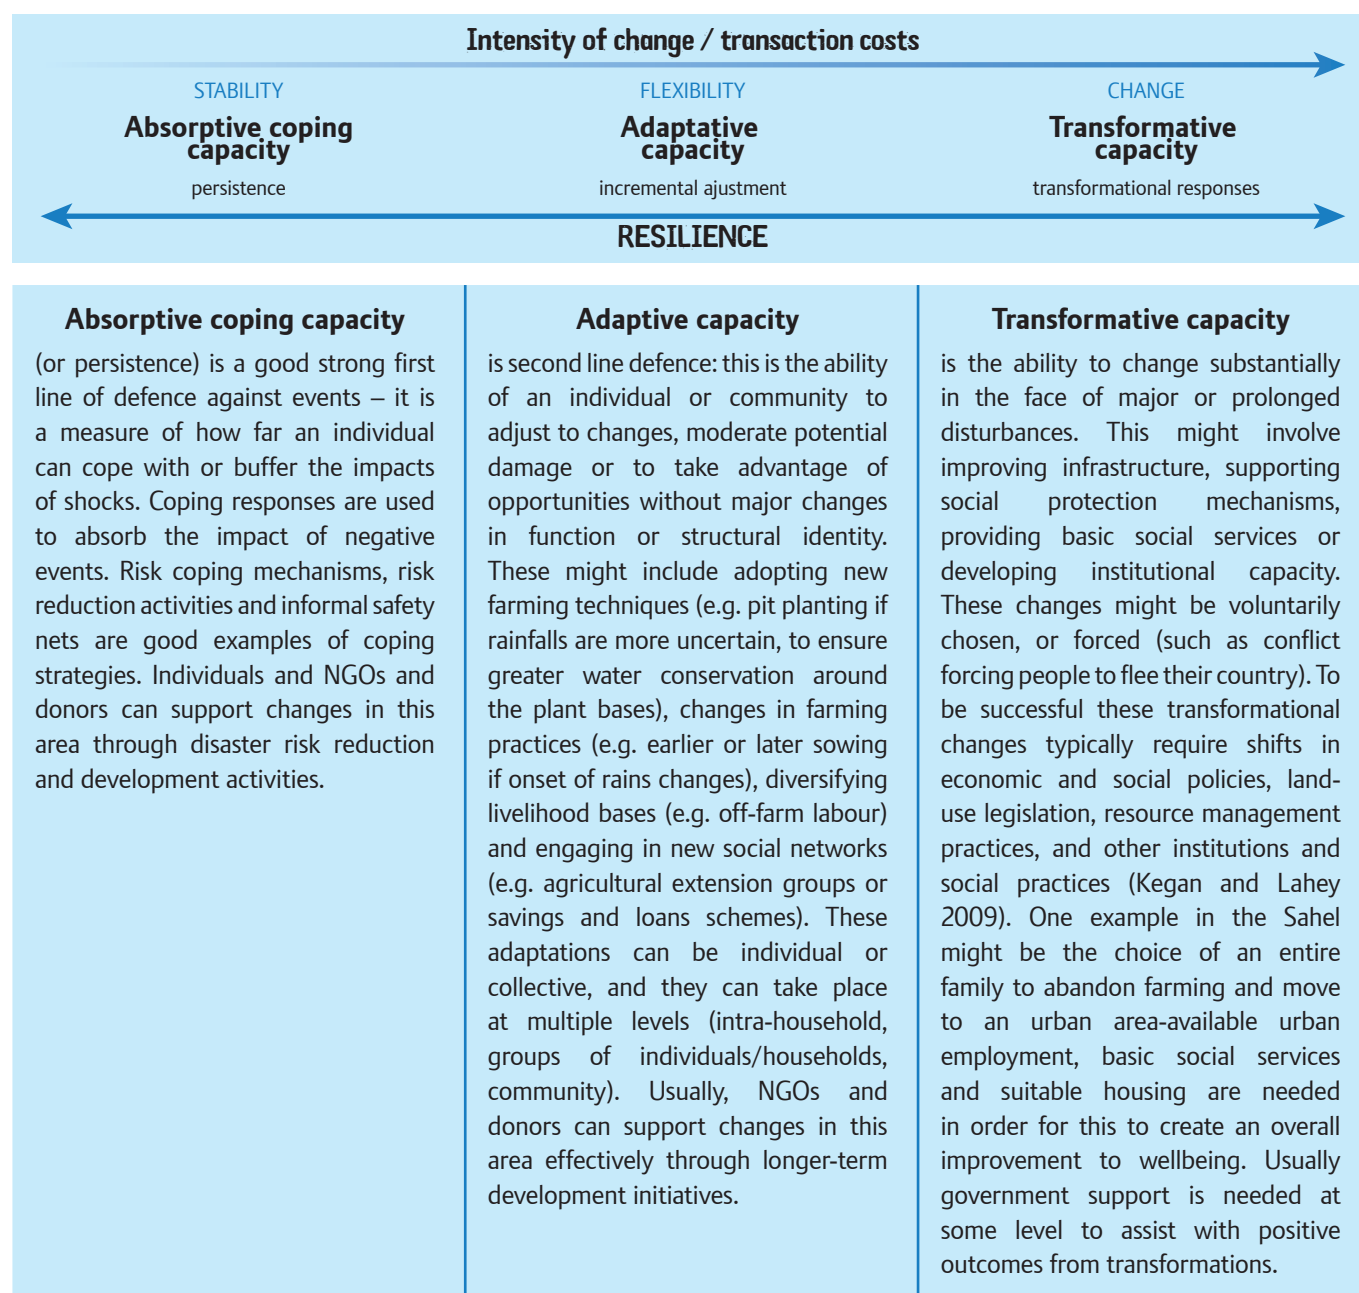 Intensity of change / transaction costs
STABILITY
Absorptive coping
capacity
persistence
FLEXIBILITY
Adaptative
capacity
incremental ajustment
CHANGE
Transformative
capacity
transformational responses
RESILIENCE
Absorptive coping capacity
(or persistence) is a good strong first
line of defence against events – it is
a measure of how far an individual
can cope with or buffer the impacts
of shocks. Coping responses are used
to absorb the impact of negative
events. Risk coping mechanisms, risk
reduction activities and informal safety
nets are good examples of coping
strategies. Individuals and NGOs and
donors can support changes in this
area through disaster risk reduction
and development activities.
Adaptive capacity
is second line defence: this is the ability
of an individual or community to
adjust to changes, moderate potential
damage or to take advantage of
opportunities without major changes
in function or structural identity.
These might include adopting new
farming techniques (e.g. pit planting if
rainfalls are more uncertain, to ensure
greater water conservation around
the plant bases), changes in farming
practices (e.g. earlier or later sowing
if onset of rains changes), diversifying
livelihood bases (e.g. off-farm labour)
and engaging in new social networks
(e.g. agricultural extension groups or
savings and loans schemes). These
adaptations can be individual or
collective, and they can take place
at multiple levels (intra-household,
groups of individuals/households,
community). Usually, NGOs and
donors can support changes in this
area effectively through longer-term
development initiatives.
Transformative capacity
is the ability to change substantially
in the face of major or prolonged
disturbances. This might involve
improving infrastructure, supporting
social protection mechanisms,
providing basic social services or
developing institutional capacity.
These changes might be voluntarily
chosen, or forced (such as conflict
forcing people to flee their country). To
be successful these transformational
changes typically require shifts in
economic and social policies, land-
use legislation, resource management
practices, and other institutions and
social practices (Kegan and Lahey
2009). One example in the Sahel
might be the choice of an entire
family to abandon farming and move
to an urban area-available urban
employment, basic social services
and suitable housing are needed
in order for this to create an overall
improvement to wellbeing. Usually
government support is needed at
some level to assist with positive
outcomes from transformations.